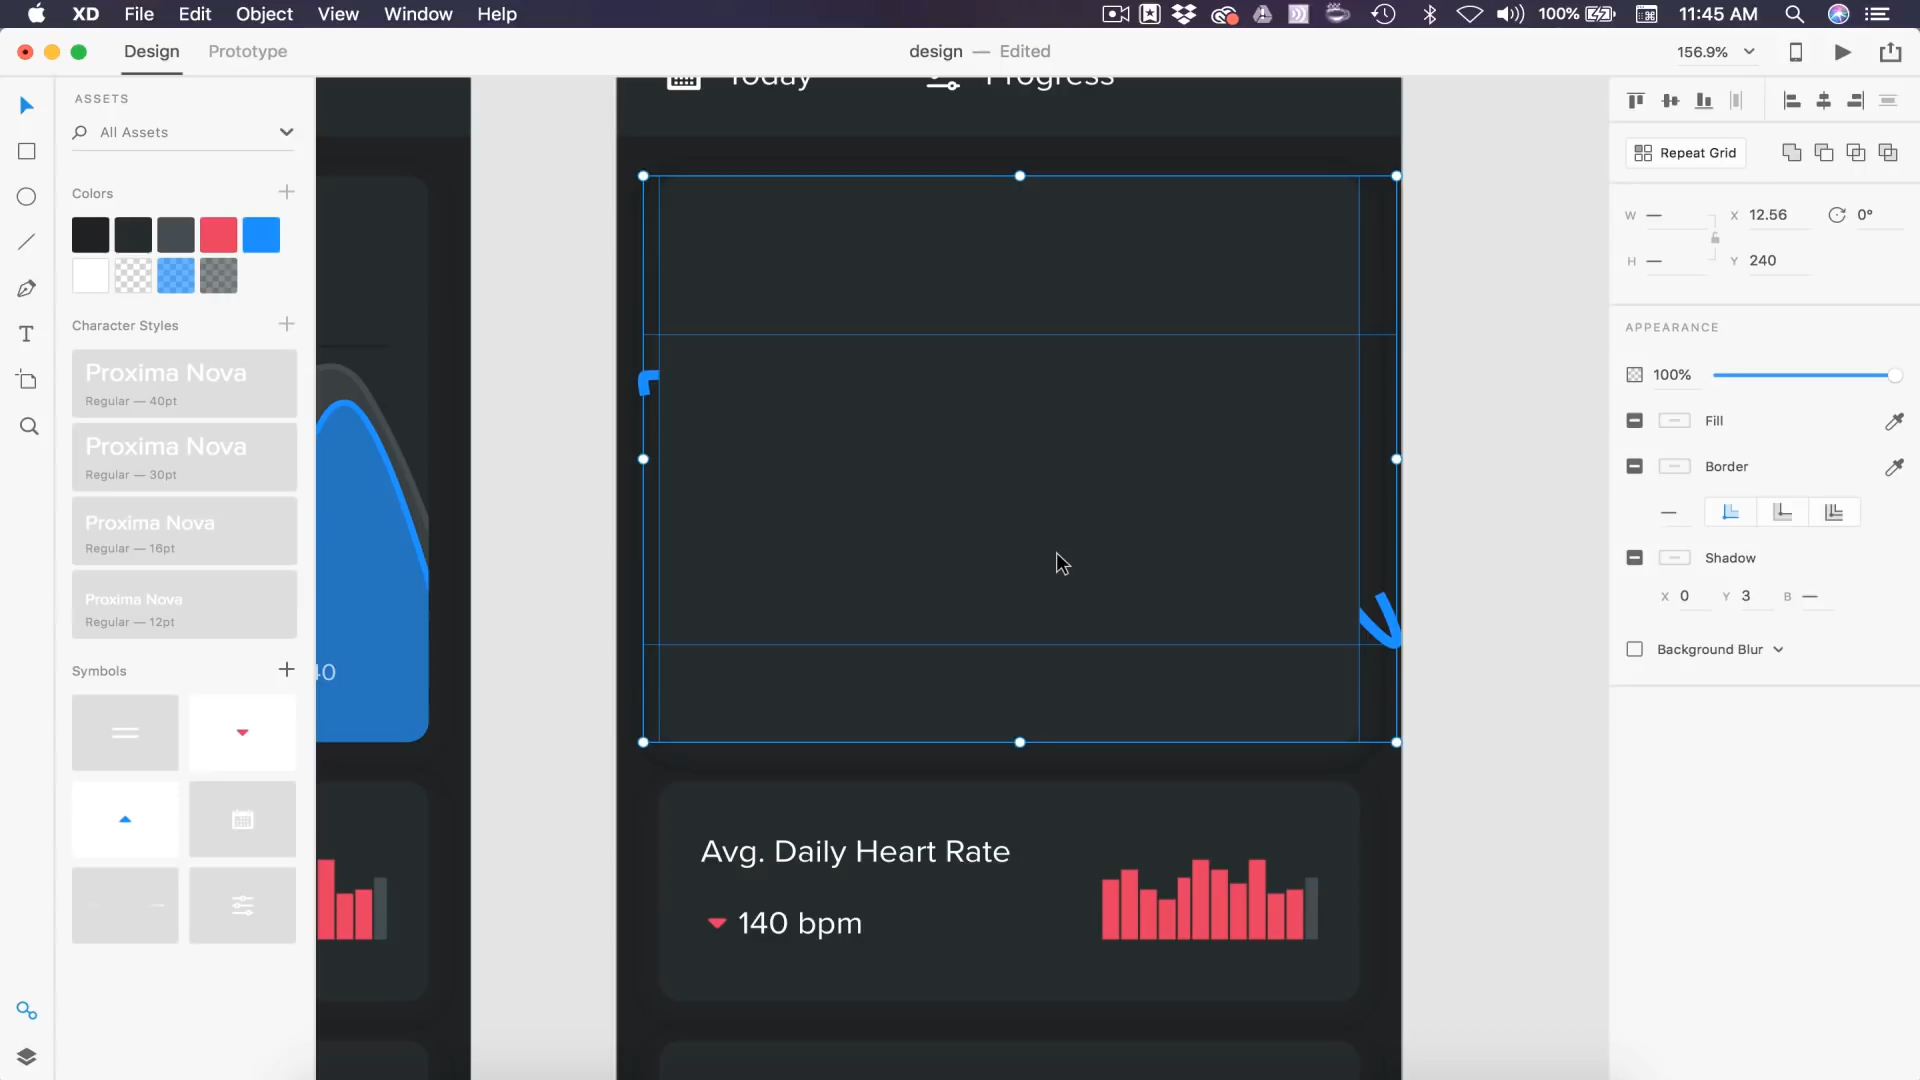 XD File Edit Object View Window Help 100% 11:45 AM
Design Prototype design — Edited 156.9%
ASSETS
All Assets
Colors
Character Styles
Proxima Nova
Regular — 40pt
Proxima Nova
Regular — 30pt
Proxima Nova
Regular — 16pt
Proxima Nova
Regular — 12pt
Symbols
40
Today Progress
Avg. Daily Heart Rate
140 bpm
Repeat Grid
W — X 12.56 0°
H — Y 240
APPEARANCE
100%
Fill
Border
—
Shadow
X 0 Y 3 B —
Background Blur